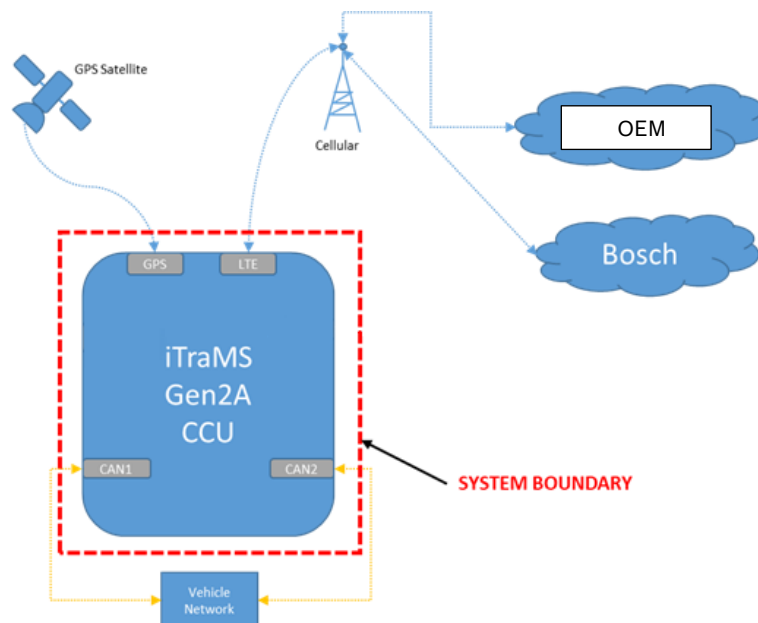 GPS Satellite
Cellular
OEM
Bosch
GPS
LTE
iTraMS
Gen2A
CCU
CAN1
CAN2
SYSTEM BOUNDARY
Vehicle
Network